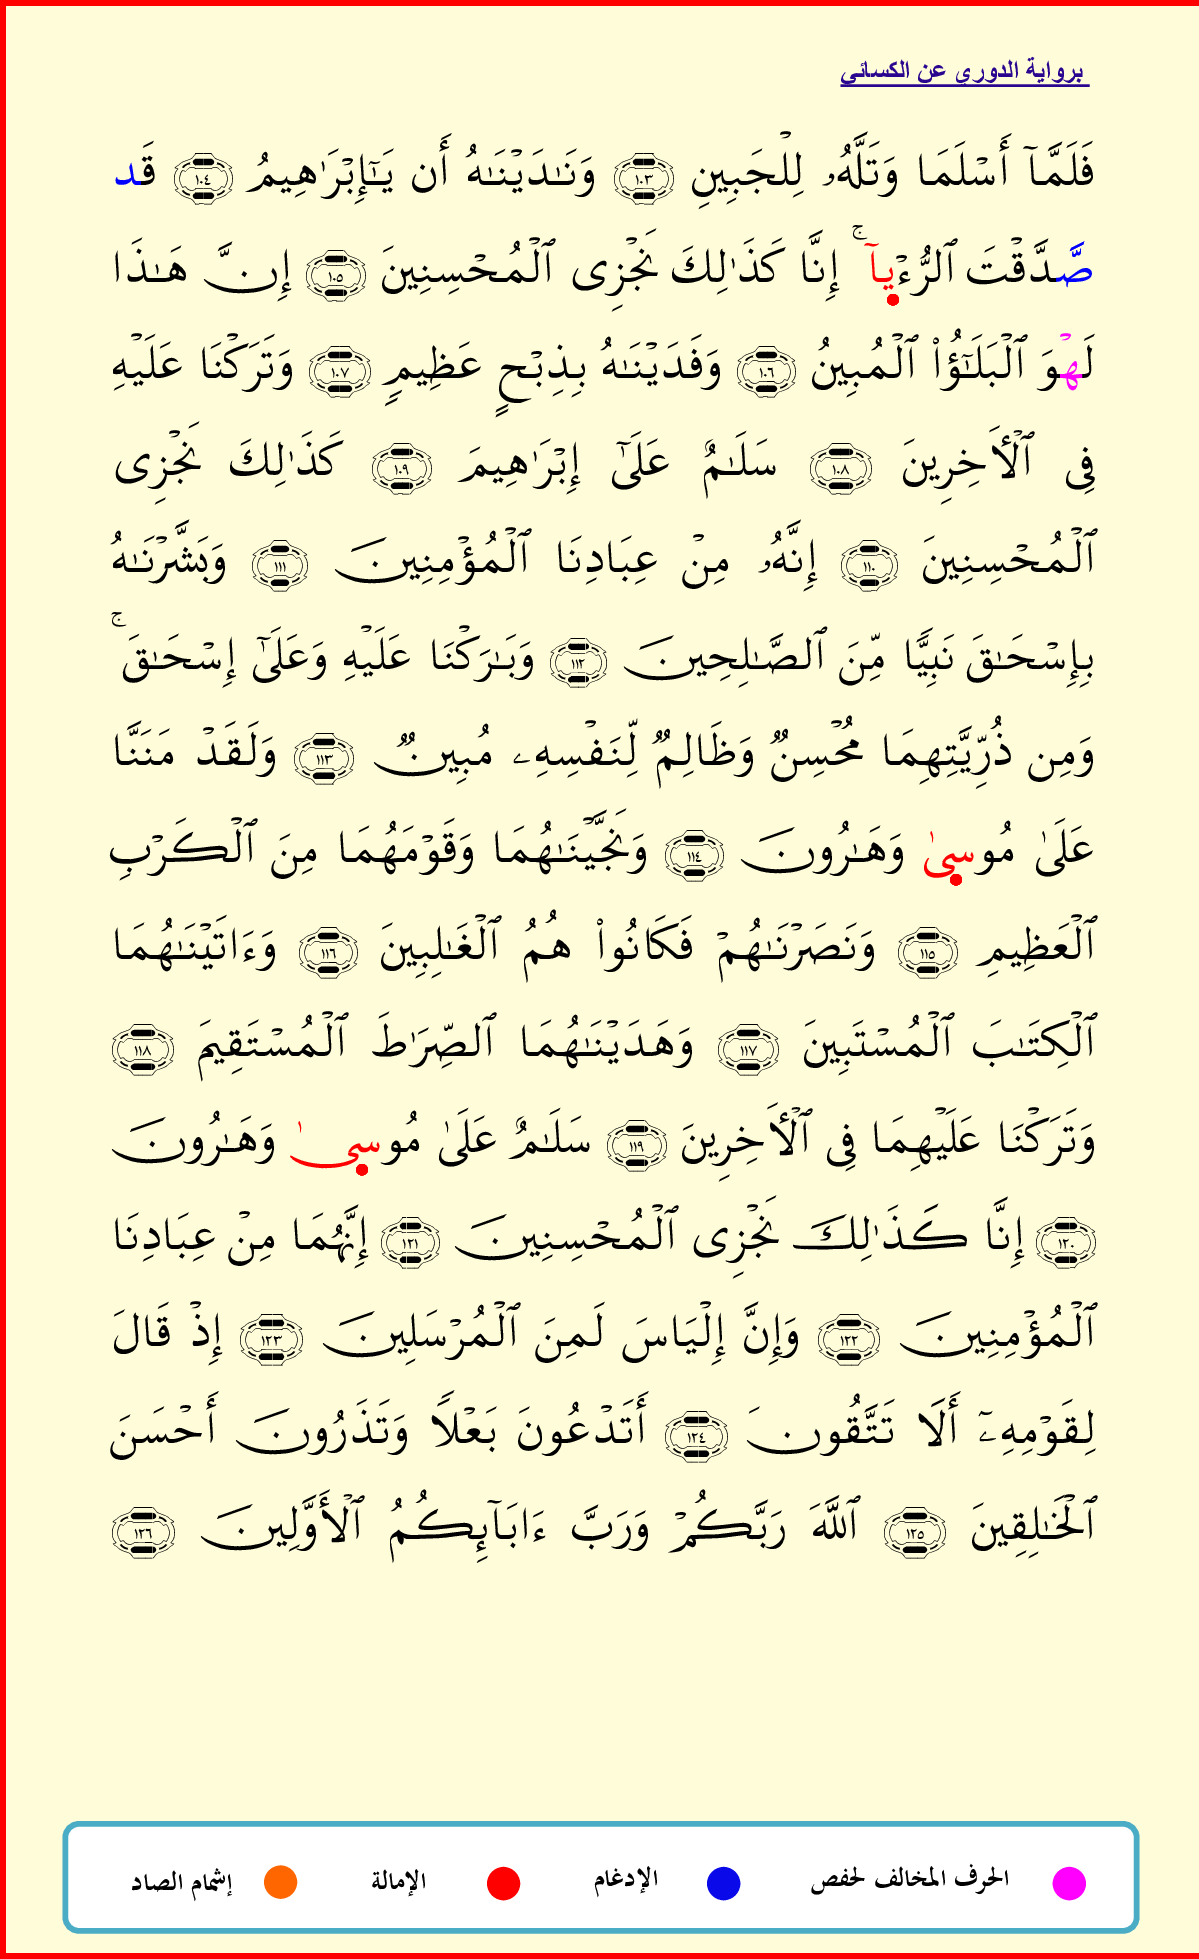 برواية الدوري عن الكسائي
فَلَمَّآ أَسْلَمَا وَتَلَّهُۥ لِلْجَبِينِ ١٠٣ وَنَـٰدَيْنَـٰهُ أَن يَـٰٓإِبْرَٰهِيمُ ١٠٤ قَد
صَّدَّقْتَ ٱلرُّءْيآ ۚ إِنَّا كَذَٰلِكَ نَجْزِى ٱلْمُحْسِنِينَ ١٠٥ إِنَّ هَـٰذَا
لَهْوَ ٱلْبَلَـٰٓؤُا۟ ٱلْمُبِينُ ١٠٦ وَفَدَيْنَـٰهُ بِذِبْحٍ عَظِيمٍ ١٠٧ وَتَرَكْنَا عَلَيْهِ
فِى ٱلْأَخِرِينَ ١٠٨ سَلَـٰمٌ عَلَىٰٓ إِبْرَٰهِيمَ ١٠٩ كَذَٰلِكَ نَجْزِى
ٱلْمُحْسِنِينَ ١١٠ إِنَّهُۥ مِنْ عِبَادِنَا ٱلْمُؤْمِنِينَ ١١١ وَبَشَّرْنَـٰهُ
بِإِسْحَـٰقَ نَبِيًّا مِّنَ ٱلصَّـٰلِحِينَ ١١٢ وَبَـٰرَكْنَا عَلَيْهِ وَعَلَىٰٓ إِسْحَـٰقَ ۚ
وَمِن ذُرِّيَّتِهِمَا مُحْسِنٌ وَظَالِمٌ لِّنَفْسِهِۦ مُبِينٌ ١١٣ وَلَقَدْ مَنَنَّا
عَلَىٰ مُوسِىٰ وَهَـٰرُونَ ١١٤ وَنَجَّيْنَـٰهُمَا وَقَوْمَهُمَا مِنَ ٱلْكَرْبِ
ٱلْعَظِيمِ ١١٥ وَنَصَرْنَـٰهُمْ فَكَانُوا۟ هُمُ ٱلْغَـٰلِبِينَ ١١٦ وَءَاتَيْنَـٰهُمَا
ٱلْكِتَـٰبَ ٱلْمُسْتَبِينَ ١١٧ وَهَدَيْنَـٰهُمَا ٱلصِّرَٰطَ ٱلْمُسْتَقِيمَ ١١٨
وَتَرَكْنَا عَلَيْهِمَا فِى ٱلْأَخِرِينَ ١١٩ سَلَـٰمٌ عَلَىٰ مُوسِىٰ وَهَـٰرُونَ
١٢٠ إِنَّا كَذَٰلِكَ نَجْزِى ٱلْمُحْسِنِينَ ١٢١ إِنَّهُمَا مِنْ عِبَادِنَا
ٱلْمُؤْمِنِينَ ١٢٢ وَإِنَّ إِلْيَاسَ لَمِنَ ٱلْمُرْسَلِينَ ١٢٣ إِذْ قَالَ
لِقَوْمِهِۦٓ أَلَا تَتَّقُونَ ١٢٤ أَتَدْعُونَ بَعْلًا وَتَذَرُونَ أَحْسَنَ
ٱلْخَـٰلِقِينَ ١٢٥ ٱللَّهَ رَبَّكُمْ وَرَبَّ ءَابَآئِكُمُ ٱلْأَوَّلِينَ ١٢٦
الحرف المخالف لحفص الإدغام الإمالة إشمام الصاد